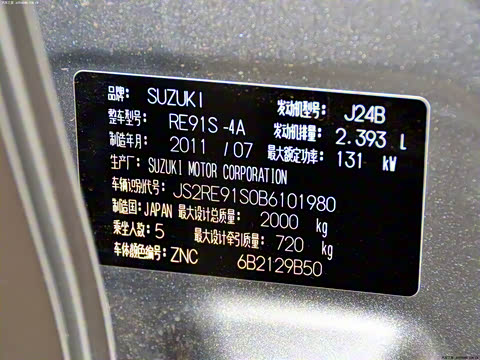 品牌: SUZUKI 发动机型号: J24B
整车型号: RE91S -4A 发动机排量: 2.393 L
制造年月: 2011 / 07 最大额定功率: 131 kW
生产厂: SUZUKI MOTOR CORPORATION
车辆识别代号: JS2RE91S0B6101980
制造国: JAPAN 最大设计总质量: 2000 kg
乘坐人数: 5 最大设计牵引质量: 720 kg
车体颜色编号: ZNC 6B2129B50